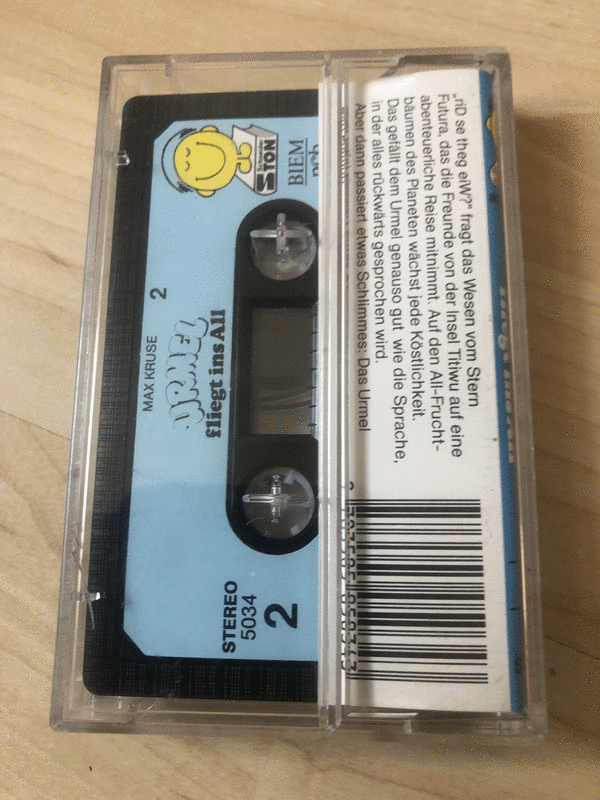 TON
BIEM
MAX KRUSE
2
URMEL
fliegt ins All
STEREO
5034
2
„riD se theg eiW?" fragt das Wesen vom Stern
Futura, das die Freunde von der Insel Titiwu auf eine
abenteuerliche Reise mitnimmt. Auf den All-Frucht-
bäumen des Planeten wächst jede Köstlichkeit.
Das gefällt dem Urmel genauso gut wie die Sprache,
in der alles rückwärts gesprochen wird.
Aber dann passiert etwas Schlimmes: Das Urmel